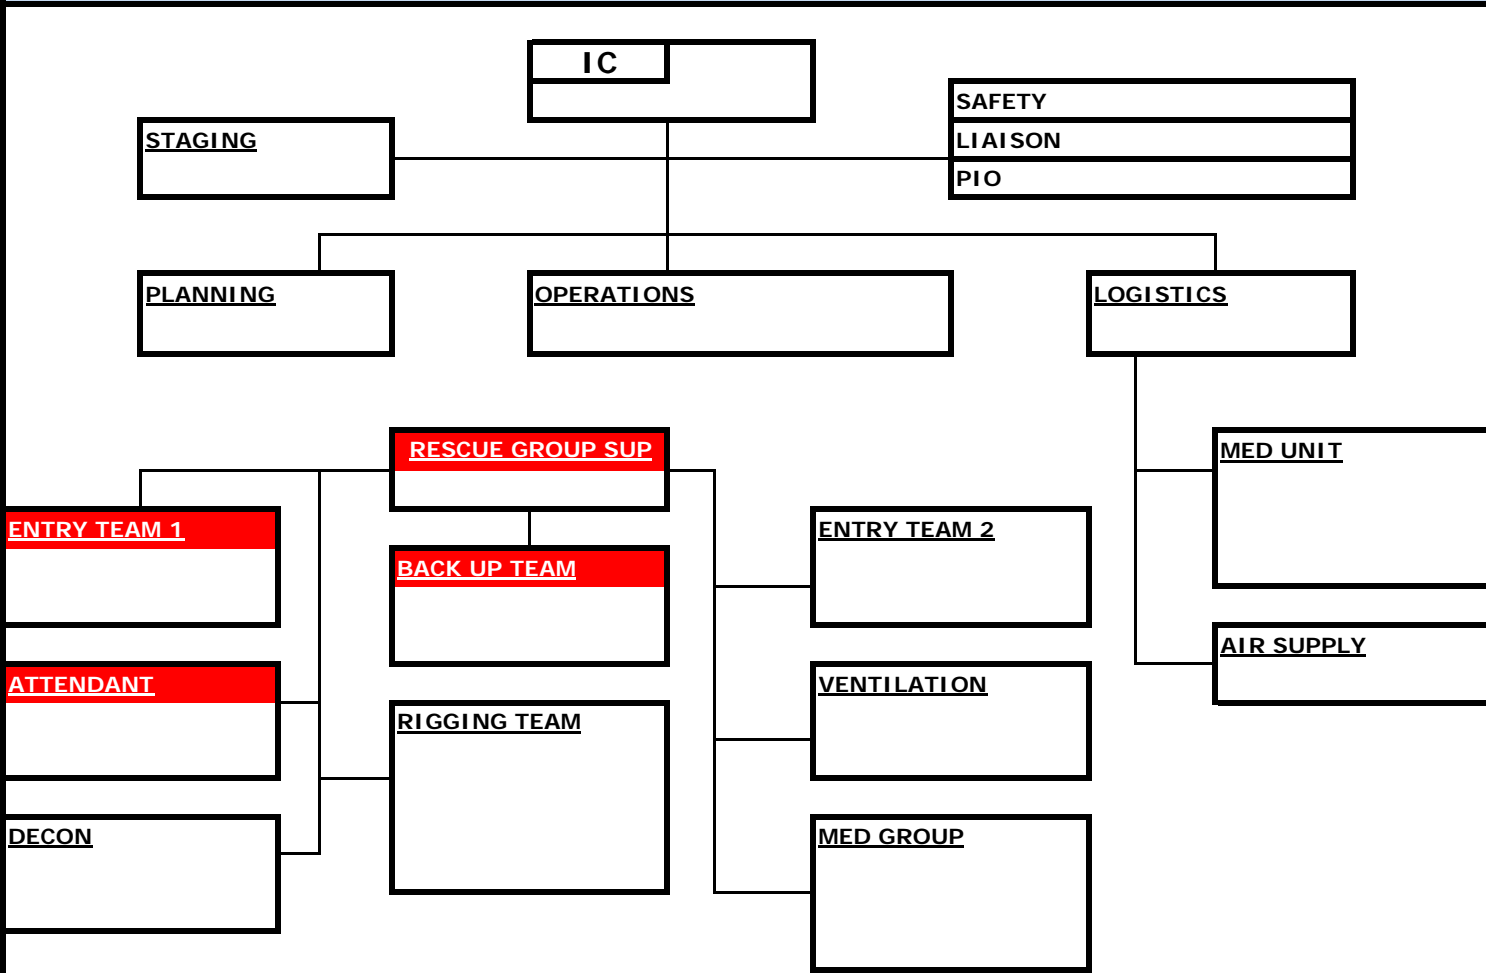 IC
SAFETY
STAGING
LIAISON
PIO
PLANNING
OPERATIONS
LOGISTICS
RESCUE GROUP SUP
MED UNIT
ENTRY TEAM 1
ENTRY TEAM 2
BACK UP TEAM
AIR SUPPLY
ATTENDANT
VENTILATION
RIGGING TEAM
DECON
MED GROUP